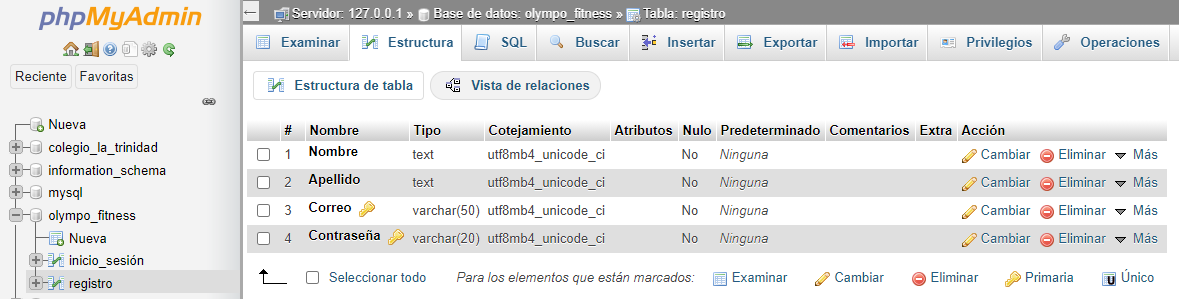 phpMyAdmin
Reciente Favoritas
Nueva
colegio_la_trinidad
information_schema
mysql
olympo_fitness
Nueva
inicio_sesión
registro
Servidor: 127.0.0.1 » Base de datos: olympo_fitness » Tabla: registro
Examinar Estructura SQL Buscar Insertar Exportar Importar Privilegios Operaciones
Estructura de tabla Vista de relaciones
# Nombre Tipo Cotejamiento Atributos Nulo Predeterminado Comentarios Extra Acción
1 Nombre text utf8mb4_unicode_ci No Ninguna Cambiar Eliminar Más
2 Apellido text utf8mb4_unicode_ci No Ninguna Cambiar Eliminar Más
3 Correo varchar(50) utf8mb4_unicode_ci No Ninguna Cambiar Eliminar Más
4 Contraseña varchar(20) utf8mb4_unicode_ci No Ninguna Cambiar Eliminar Más
Seleccionar todo Para los elementos que están marcados: Examinar Cambiar Eliminar Primaria Único